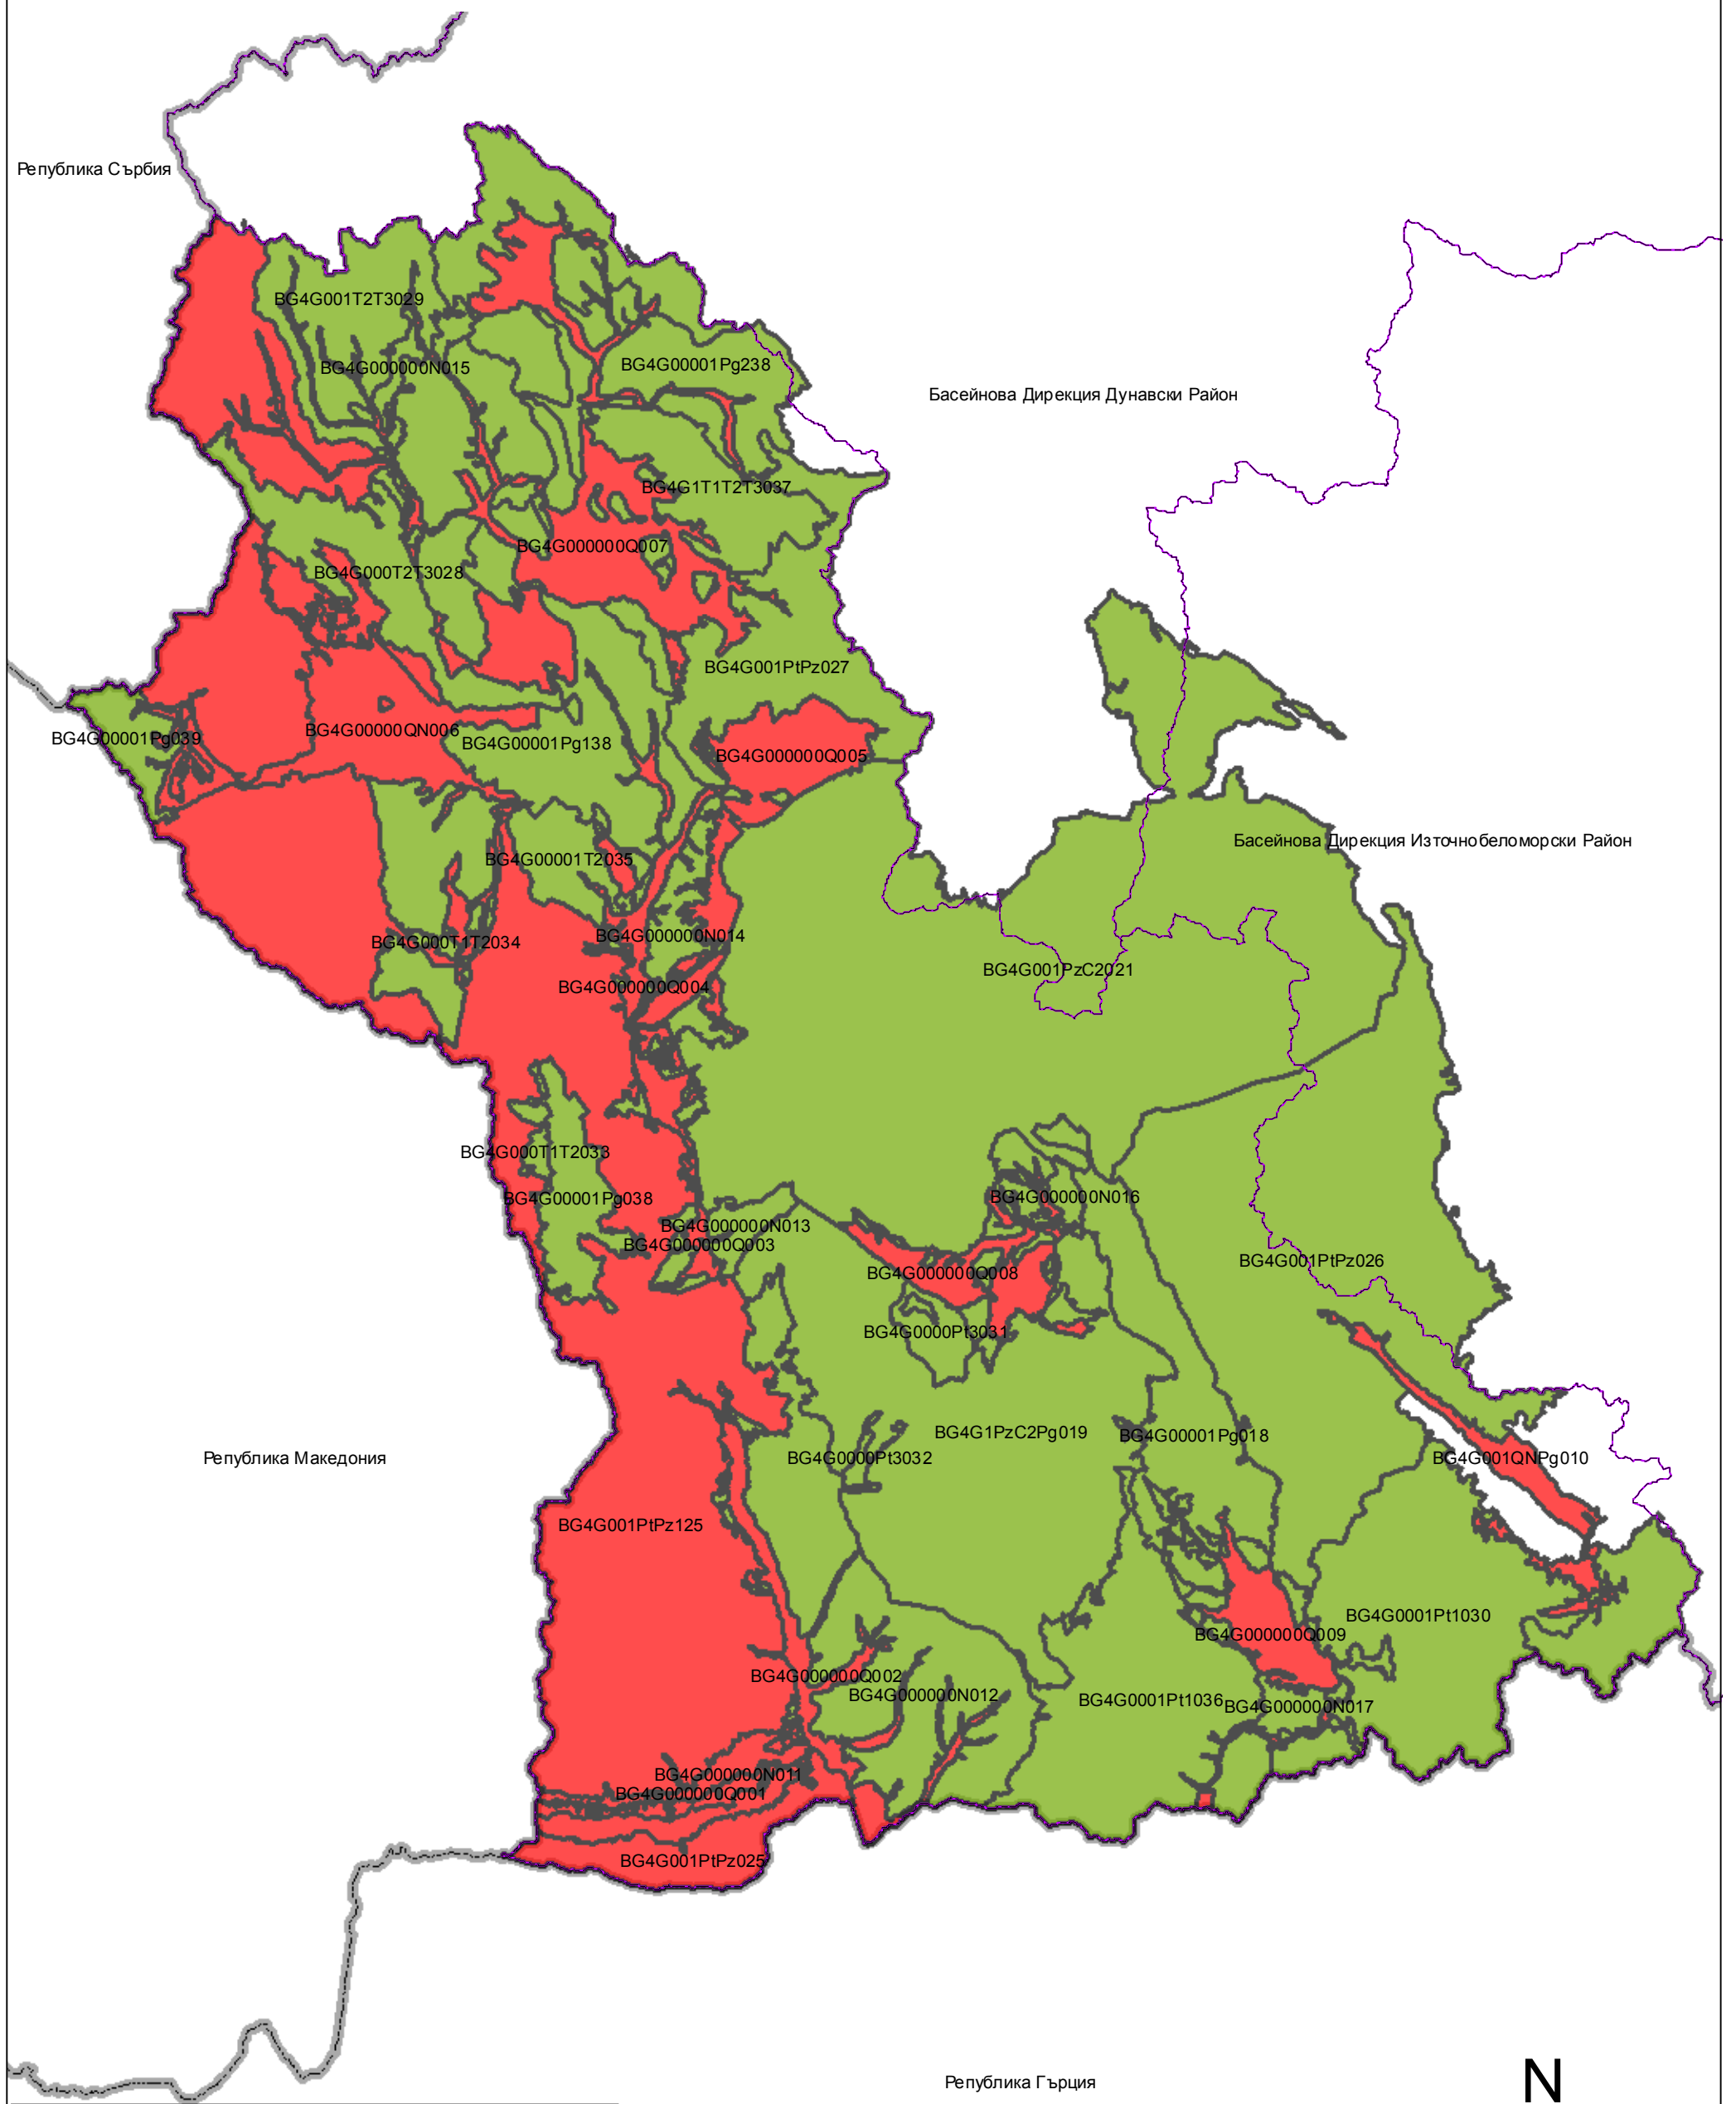 Република Сърбия
BG4G001T2T3029
BG4G000000N015
BG4G00001Pg238
Басейнова Дирекция Дунавски Район
BG4G1T1T2T3037
BG4G000000Q007
BG4G000T2T3028
BG4G001PtPz027
BG4G00000QN006
BG4G00001Pg039
BG4G00001Pg138
BG4G000000Q005
Басейнова Дирекция Източнобеломорски Район
BG4G00001T2035
BG4G000000N014
BG4G000T1T2034
BG4G001PzC2021
BG4G000000Q004
BG4G000T1T2033
BG4G00001Pg038
BG4G000000N016
BG4G000000N013
BG4G000000Q003
BG4G001PtPz026
BG4G000000Q008
BG4G0000Pt3031
BG4G1PzC2Pg019
BG4G00001Pg018
BG4G0000Pt3032
Република Македония
BG4G001QNPg010
BG4G001PtPz125
BG4G0001Pt1030
BG4G000000Q009
BG4G000000Q002
BG4G000000N012
BG4G0001Pt1036
BG4G000000N017
BG4G000000N011
BG4G000000Q001
BG4G001PtPz025
Република Гърция
N